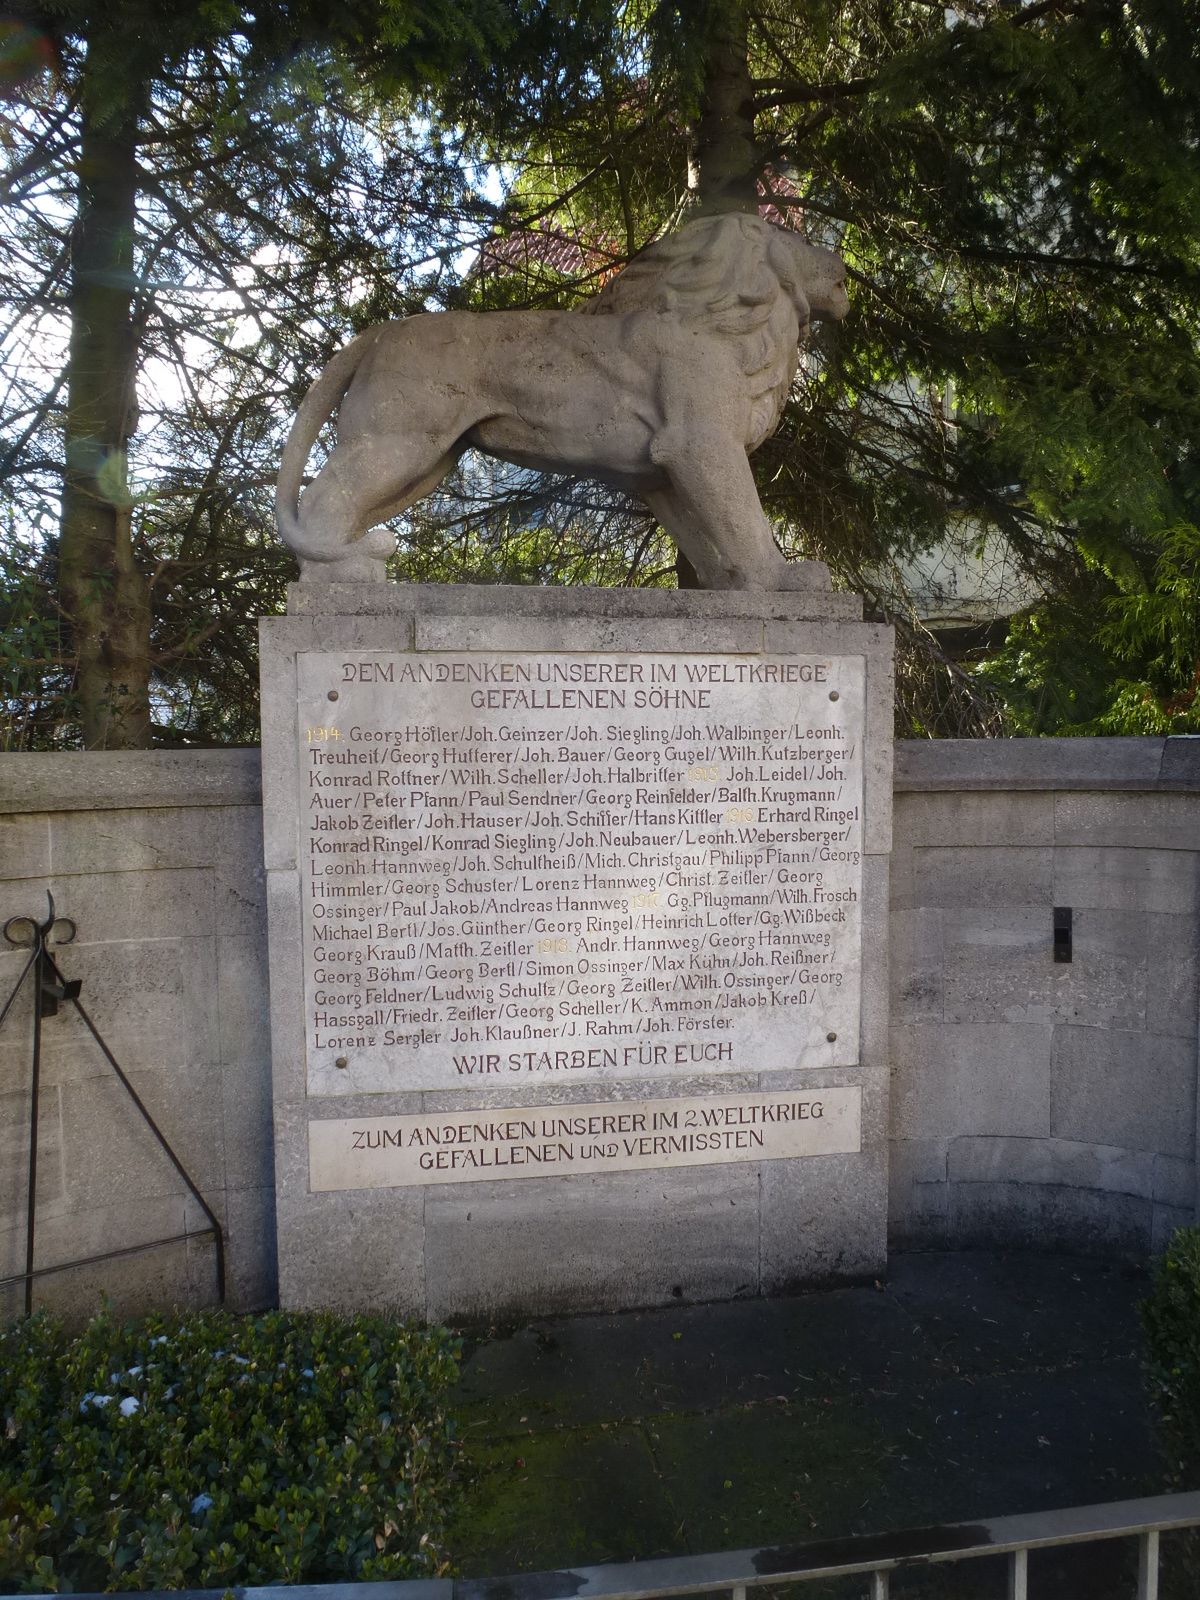 DEM ANDENKEN UNSERER IM WELTKRIEGE
GEFALLENEN SÖHNE
1914. Georg Höfler/Joh. Geinzer/Joh. Siegling/Joh. Walbinger/Leonh.
Treuheit/Georg Hufferer/Joh. Bauer/Georg Gugel/Wilh. Kutzberger/
Konrad Rottner/Wilh. Scheller/Joh. Halbritter 1915. Joh. Leidel/Joh.
Auer/Peter Pfann/Paul Sendner/Georg Reinfelder/Balth. Krugmann/
Jakob Zeitler/Joh. Hauser/Joh. Schiffer/Hans Kittler 1916. Erhard Ringel
Konrad Ringel/Konrad Siegling/Joh. Neubauer/Leonh. Webersberger/
Leonh. Hannweg/Joh. Schultheiß/Mich. Christgau/Philipp Pfann/Georg
Himmler/Georg Schuster/Lorenz Hannweg/Christ. Zeitler/Georg
Ossinger/Paul Jakob/Andreas Hannweg 1917. Gg. Pflugmann/Wilh. Frosch
Michael Bertl/Jos. Günther/Georg Ringel/Heinrich Lotter/Gg. Wißbeck
Georg Krauß/Matth. Zeitler 1918. Andr. Hannweg/Georg Hannweg
Georg Böhm/Georg Bertl/Simon Ossinger/Max Kühn/Joh. Reißner/
Georg Feldner/Ludwig Schultz/Georg Zeitler/Wilh. Ossinger/Georg
Hassgall/Friedr. Zeitler/Georg Scheller/K. Ammon/Jakob Kreß/
Lorenz Sergler Joh. Klaußner/J. Rahm/Joh. Förster.
WIR STARBEN FÜR EUCH
ZUM ANDENKEN UNSERER IM 2. WELTKRIEG
GEFALLENEN UND VERMISSTEN